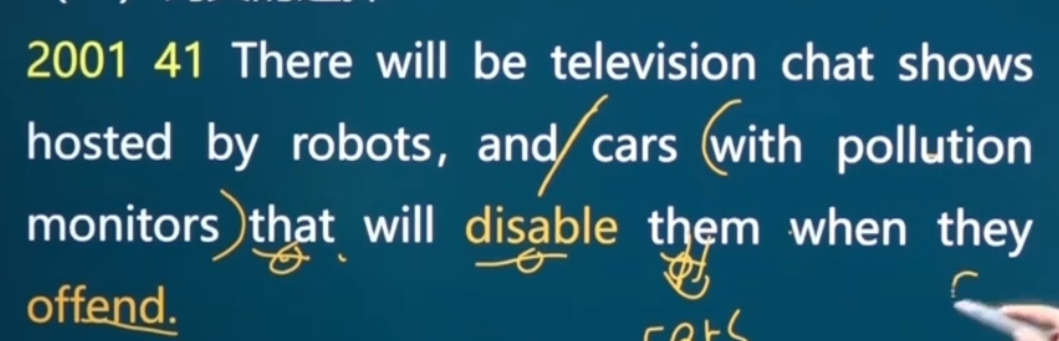 2001 41 There will be television chat shows
hosted by robots, and cars with pollution
monitors that will disable them when they
offend.
cars